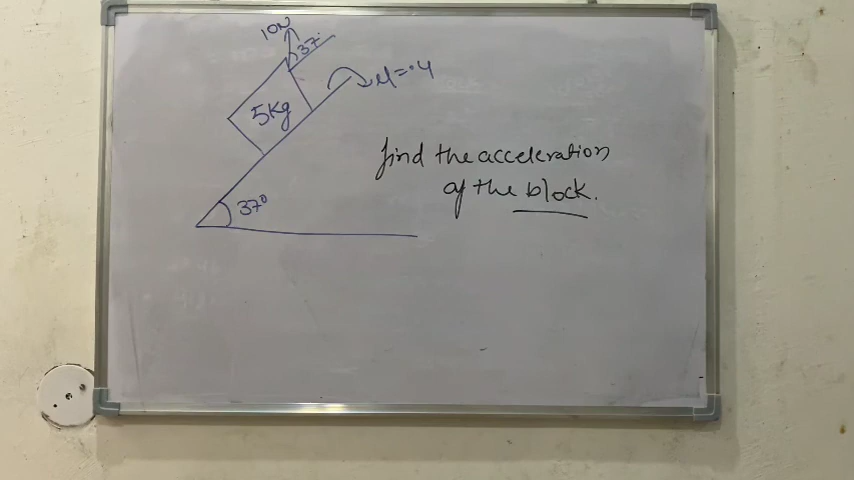 10N
37°
μ=.4
5kg
find the acceleration
of the block.
37°